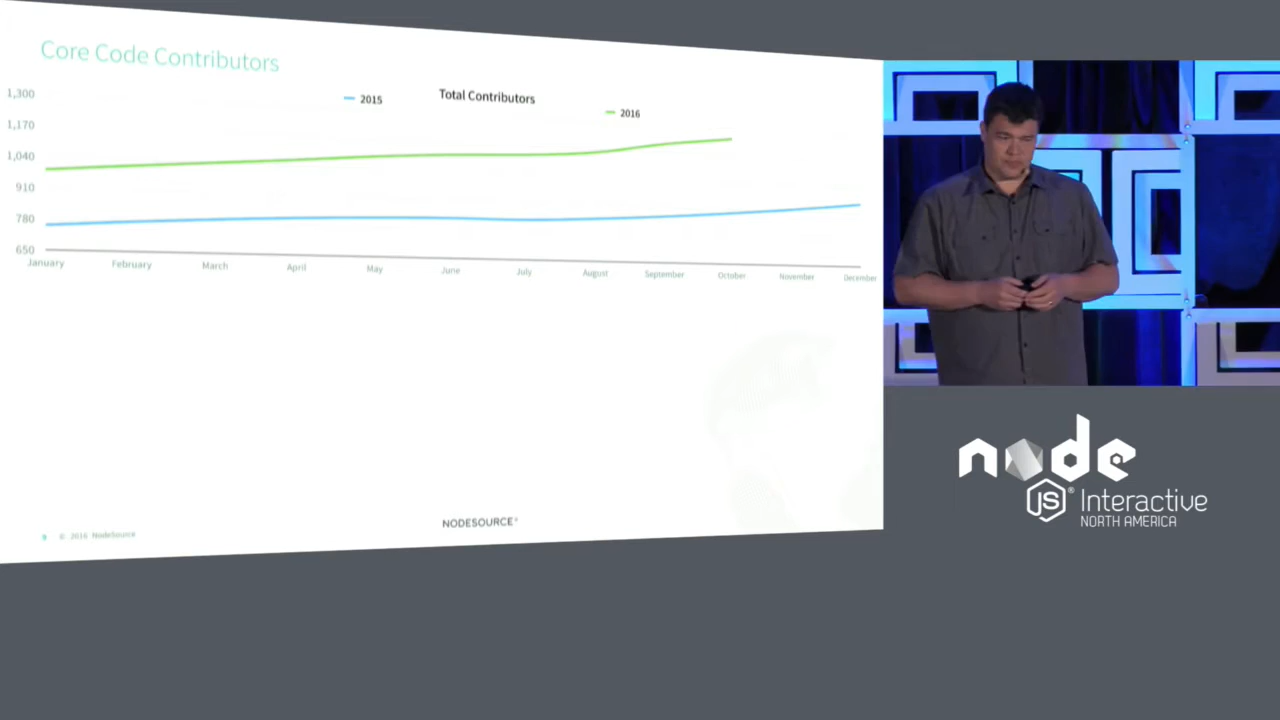 Core Code Contributors
Total Contributors
2015
2016
1,300
1,170
1,040
910
780
650
January February March April May June July August September October November December
9 © 2016 NodeSource
NODESOURCE®
node
JS® Interactive
NORTH AMERICA